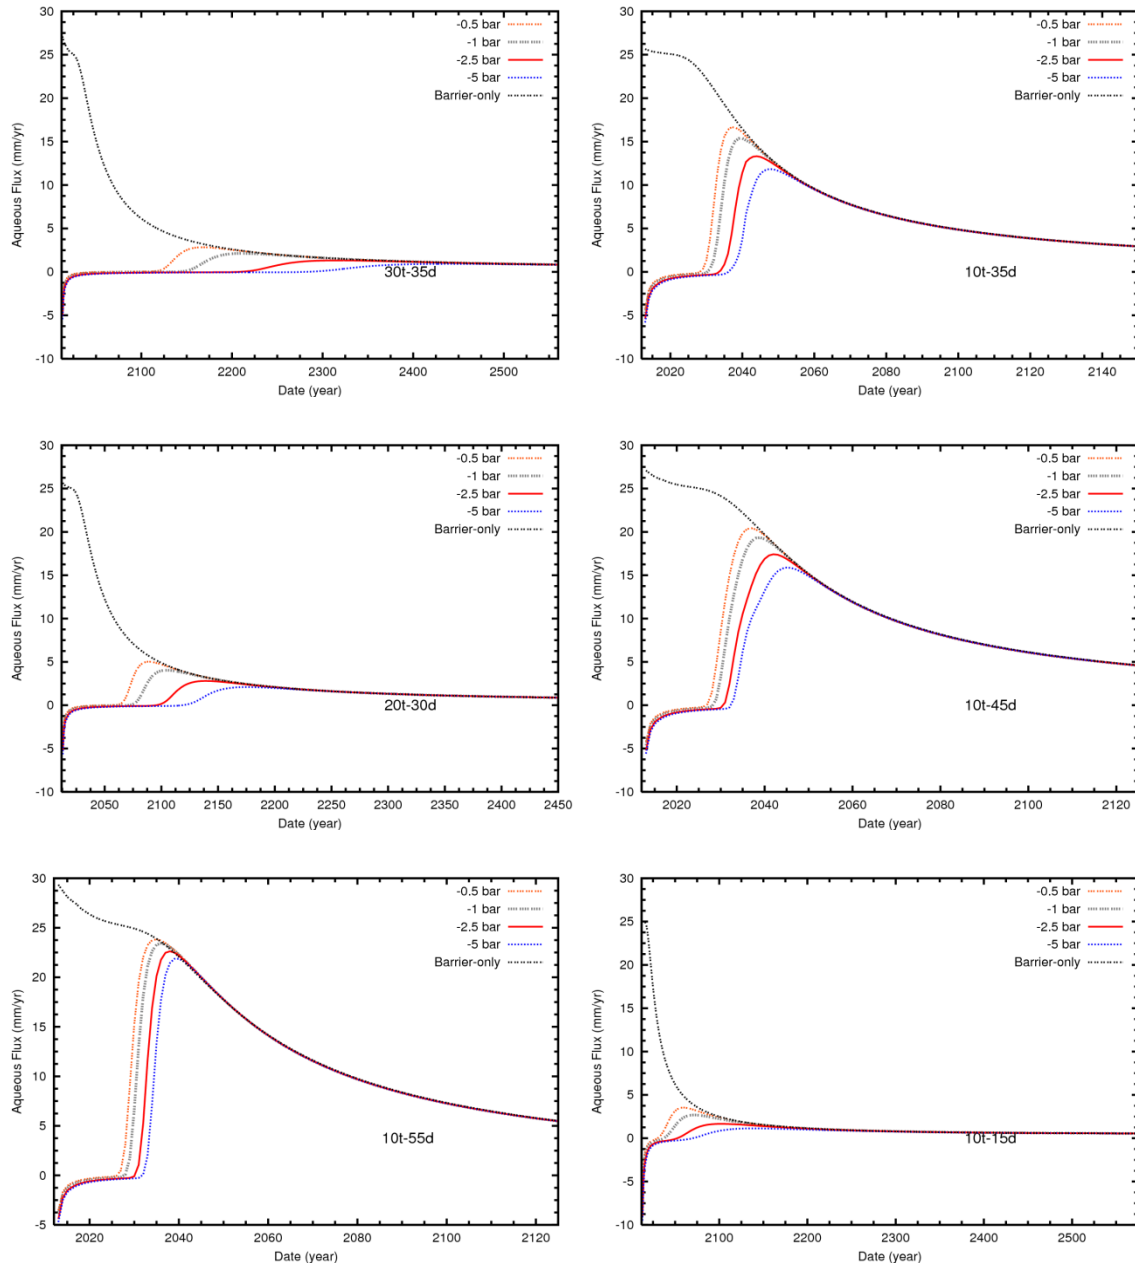 30
25
20
15
10
5
0
-5
-10
Aqueous Flux (mm/yr)
-0.5 bar
-1 bar
-2.5 bar
-5 bar
Barrier-only
30t-35d
2100 2200 2300 2400 2500
Date (year)
30
25
20
15
10
5
0
-5
-10
Aqueous Flux (mm/yr)
-0.5 bar
-1 bar
-2.5 bar
-5 bar
Barrier-only
10t-35d
2020 2040 2060 2080 2100 2120 2140
Date (year)
30
25
20
15
10
5
0
-5
-10
Aqueous Flux (mm/yr)
-0.5 bar
-1 bar
-2.5 bar
-5 bar
Barrier-only
20t-30d
2050 2100 2150 2200 2250 2300 2350 2400 2450
Date (year)
30
25
20
15
10
5
0
-5
-10
Aqueous Flux (mm/yr)
-0.5 bar
-1 bar
-2.5 bar
-5 bar
Barrier-only
10t-45d
2020 2040 2060 2080 2100 2120
Date (year)
30
25
20
15
10
5
0
-5
Aqueous Flux (mm/yr)
-0.5 bar
-1 bar
-2.5 bar
-5 bar
Barrier-only
10t-55d
2020 2040 2060 2080 2100 2120
Date (year)
30
25
20
15
10
5
0
-5
-10
Aqueous Flux (mm/yr)
-0.5 bar
-1 bar
-2.5 bar
-5 bar
Barrier-only
10t-15d
2100 2200 2300 2400 2500
Date (year)